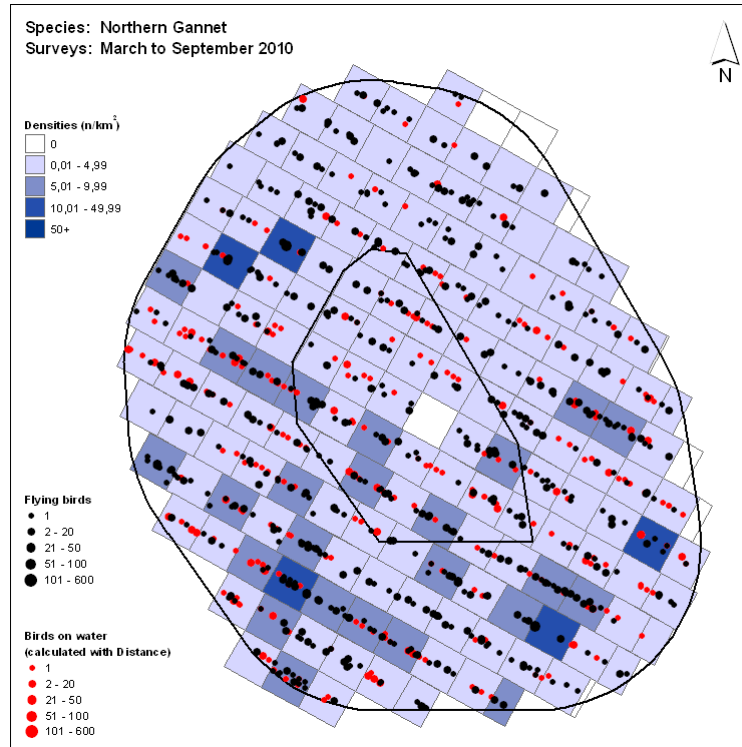 Species: Northern Gannet
Surveys: March to September 2010
N
Densities (n/km²)
0
0,01 - 4,99
5,01 - 9,99
10,01 - 49,99
50+
Flying birds
1
2 - 20
21 - 50
51 - 100
101 - 600
Birds on water
(calculated with Distance)
1
2 - 20
21 - 50
51 - 100
101 - 600